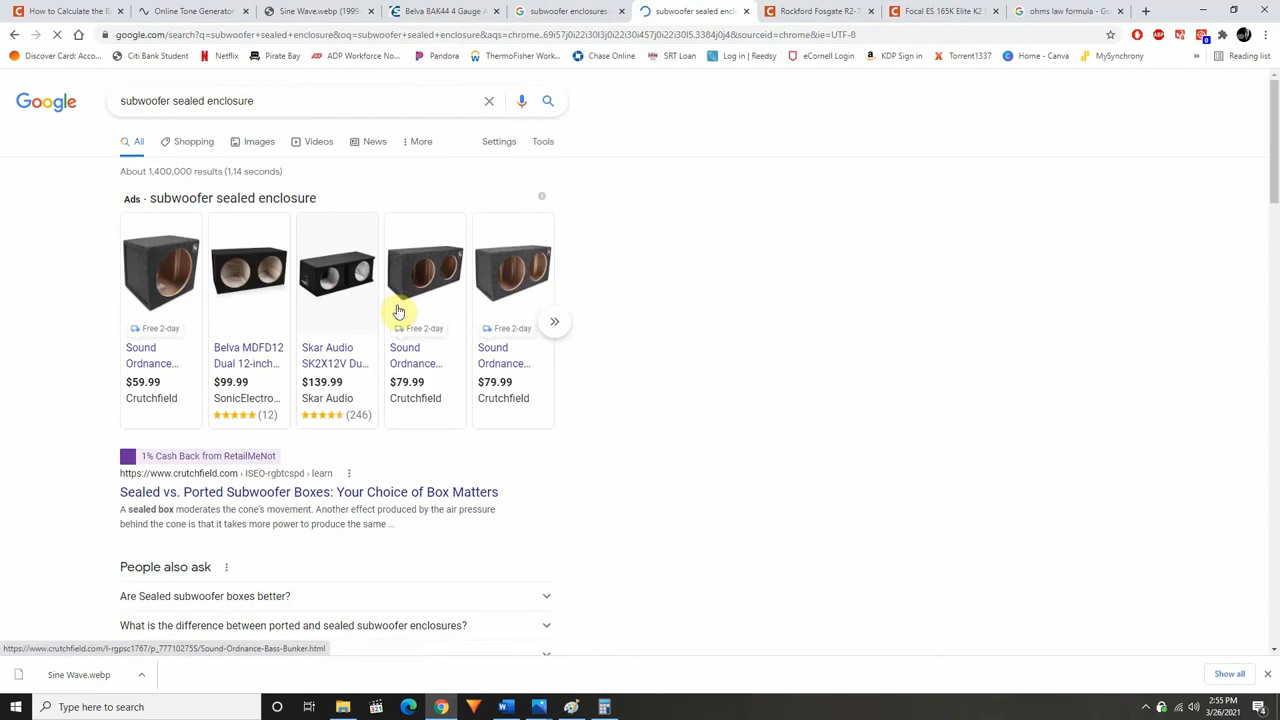 How to Calculate the B
Online Tone Generator
Sine Wave.webp (1999
Belva BAK44 4 Gauge A
subwoofer enclosures
subwoofer sealed encl
Rockford Fosgate R2-7
Focal ES 165K Elite K2
ohms law formula - Go
google.com/search?q=subwoofer+sealed+enclosure&oq=subwoofer+sealed+enclosure&aqs=chrome..69i57j0i22i30l3j0i22i30i457j0i22i30l5.3384j0j4&sourceid=chrome&ie=UTF-8
Discover Card: Acco...
Citi Bank Student
Netflix
Pirate Bay
ADP Workforce No...
Pandora
ThermoFisher Work...
Chase Online
SRT Loan
Log in | Reedsy
eCornell Login
KDP Sign in
Torrent1337
Home - Canva
MySynchrony
»
Reading list
Google
subwoofer sealed enclosure
All
Shopping
Images
Videos
News
More
Settings
Tools
About 1,400,000 results (1.14 seconds)
Ads · subwoofer sealed enclosure
Free 2-day
Sound
Ordnance...
$59.99
Crutchfield
Belva MDFD12
Dual 12-inch...
$99.99
SonicElectro...
(12)
Skar Audio
SK2X12V Du...
$139.99
Skar Audio
(246)
Free 2-day
Sound
Ordnance...
$79.99
Crutchfield
Free 2-day
Sound
Ordnance...
$79.99
Crutchfield
1% Cash Back from RetailMeNot
https://www.crutchfield.com › ISEO-rgbtcspd › learn
Sealed vs. Ported Subwoofer Boxes: Your Choice of Box Matters
A sealed box moderates the cone's movement. Another effect produced by the air pressure
behind the cone is that it takes more power to produce the same ...
People also ask
Are Sealed subwoofer boxes better?
What is the difference between ported and sealed subwoofer enclosures?
https://www.crutchfield.com/I-rgpsc1767/p_77710275S/Sound-Ordnance-Bass-Bunker.html
Sine Wave.webp
Show all
Type here to search
2:55 PM
3/26/2021